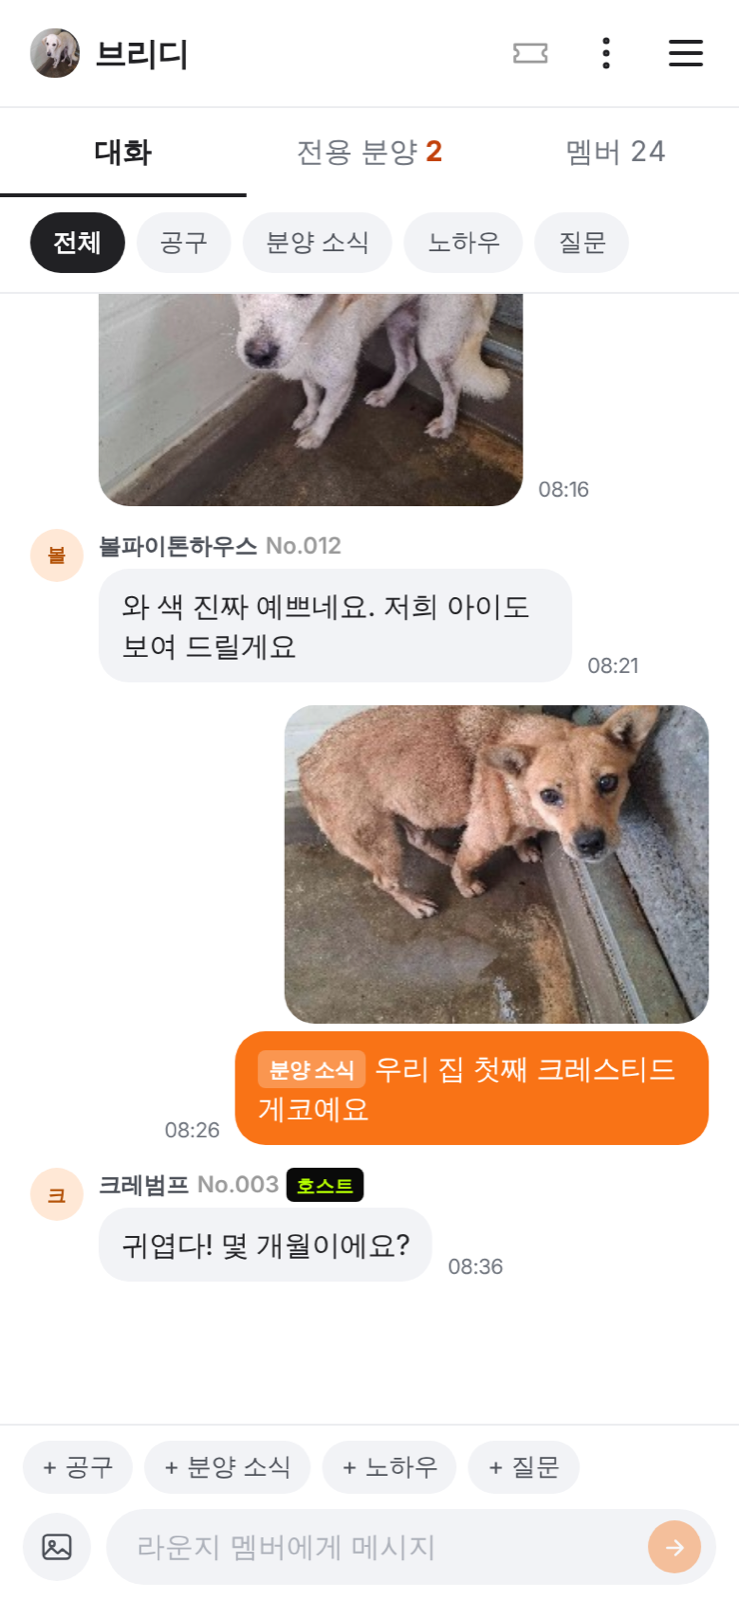 브리디
대화
전용 분양 2
멤버 24
전체
공구
분양 소식
노하우
질문
08:16
볼
볼파이톤하우스 No.012
와 색 진짜 예쁘네요. 저희 아이도
보여 드릴게요
08:21
분양 소식 우리 집 첫째 크레스티드
게코예요
08:26
크
크레범프 No.003 호스트
귀엽다! 몇 개월이에요?
08:36
+ 공구
+ 분양 소식
+ 노하우
+ 질문
라운지 멤버에게 메시지